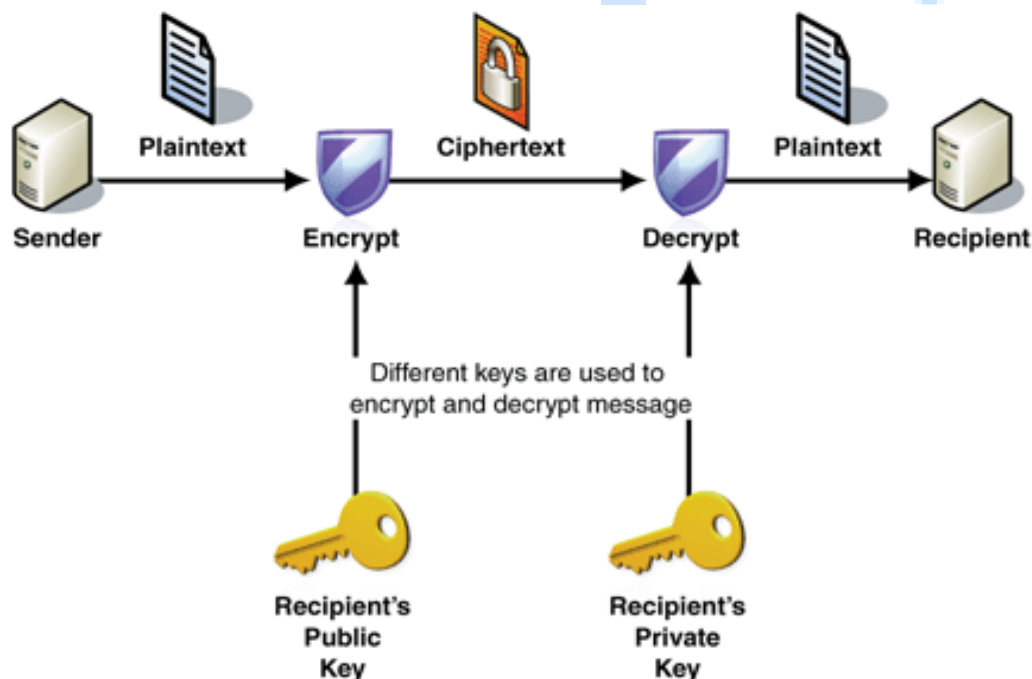 Plaintext
Ciphertext
Plaintext
Sender
Encrypt
Decrypt
Recipient
Different keys are used to
encrypt and decrypt message
Recipient's
Public
Key
Recipient's
Private
Key